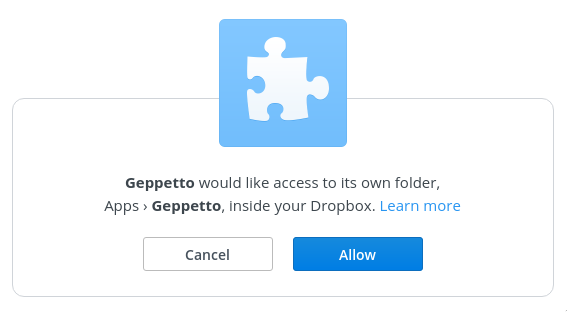 Geppetto would like access to its own folder,
Apps › Geppetto, inside your Dropbox. Learn more
Cancel
Allow